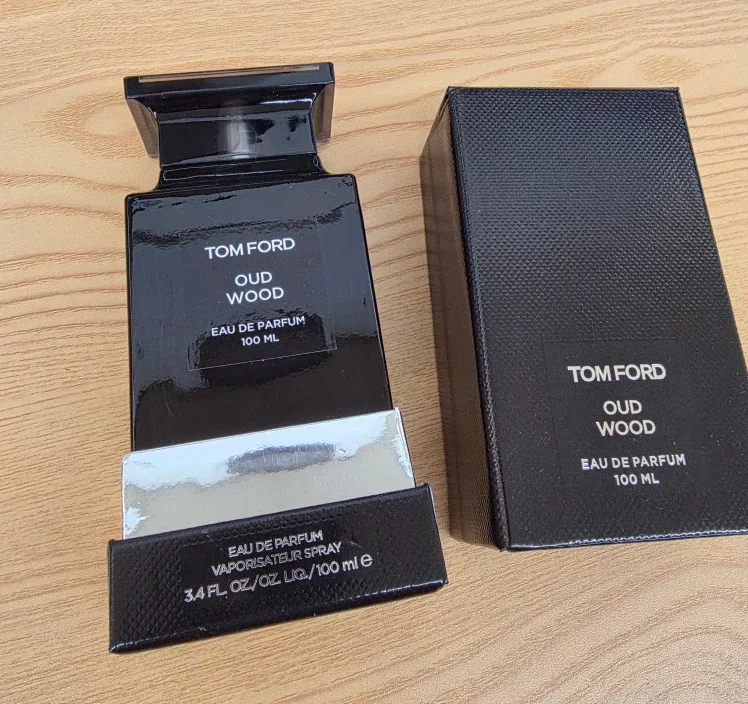 TOM FORD
OUD
WOOD
EAU DE PARFUM
100 ML
EAU DE PARFUM
VAPORISATEUR SPRAY
3.4 FL. OZ./OZ. LIQ./100 ml e
TOM FORD
OUD
WOOD
EAU DE PARFUM
100 ML